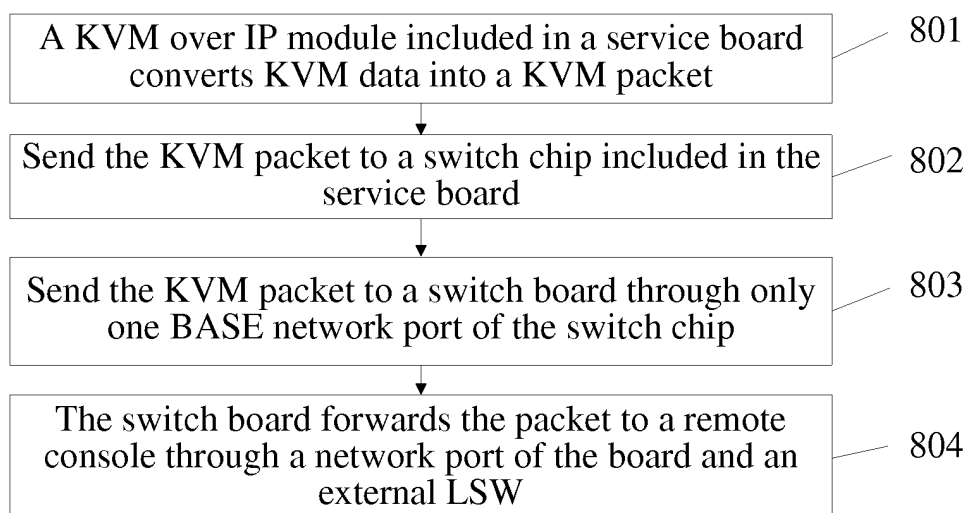 A KVM over IP module included in a service board
converts KVM data into a KVM packet
801
Send the KVM packet to a switch chip included in the
service board
802
Send the KVM packet to a switch board through only
one BASE network port of the switch chip
803
The switch board forwards the packet to a remote
console through a network port of the board and an
external LSW
804